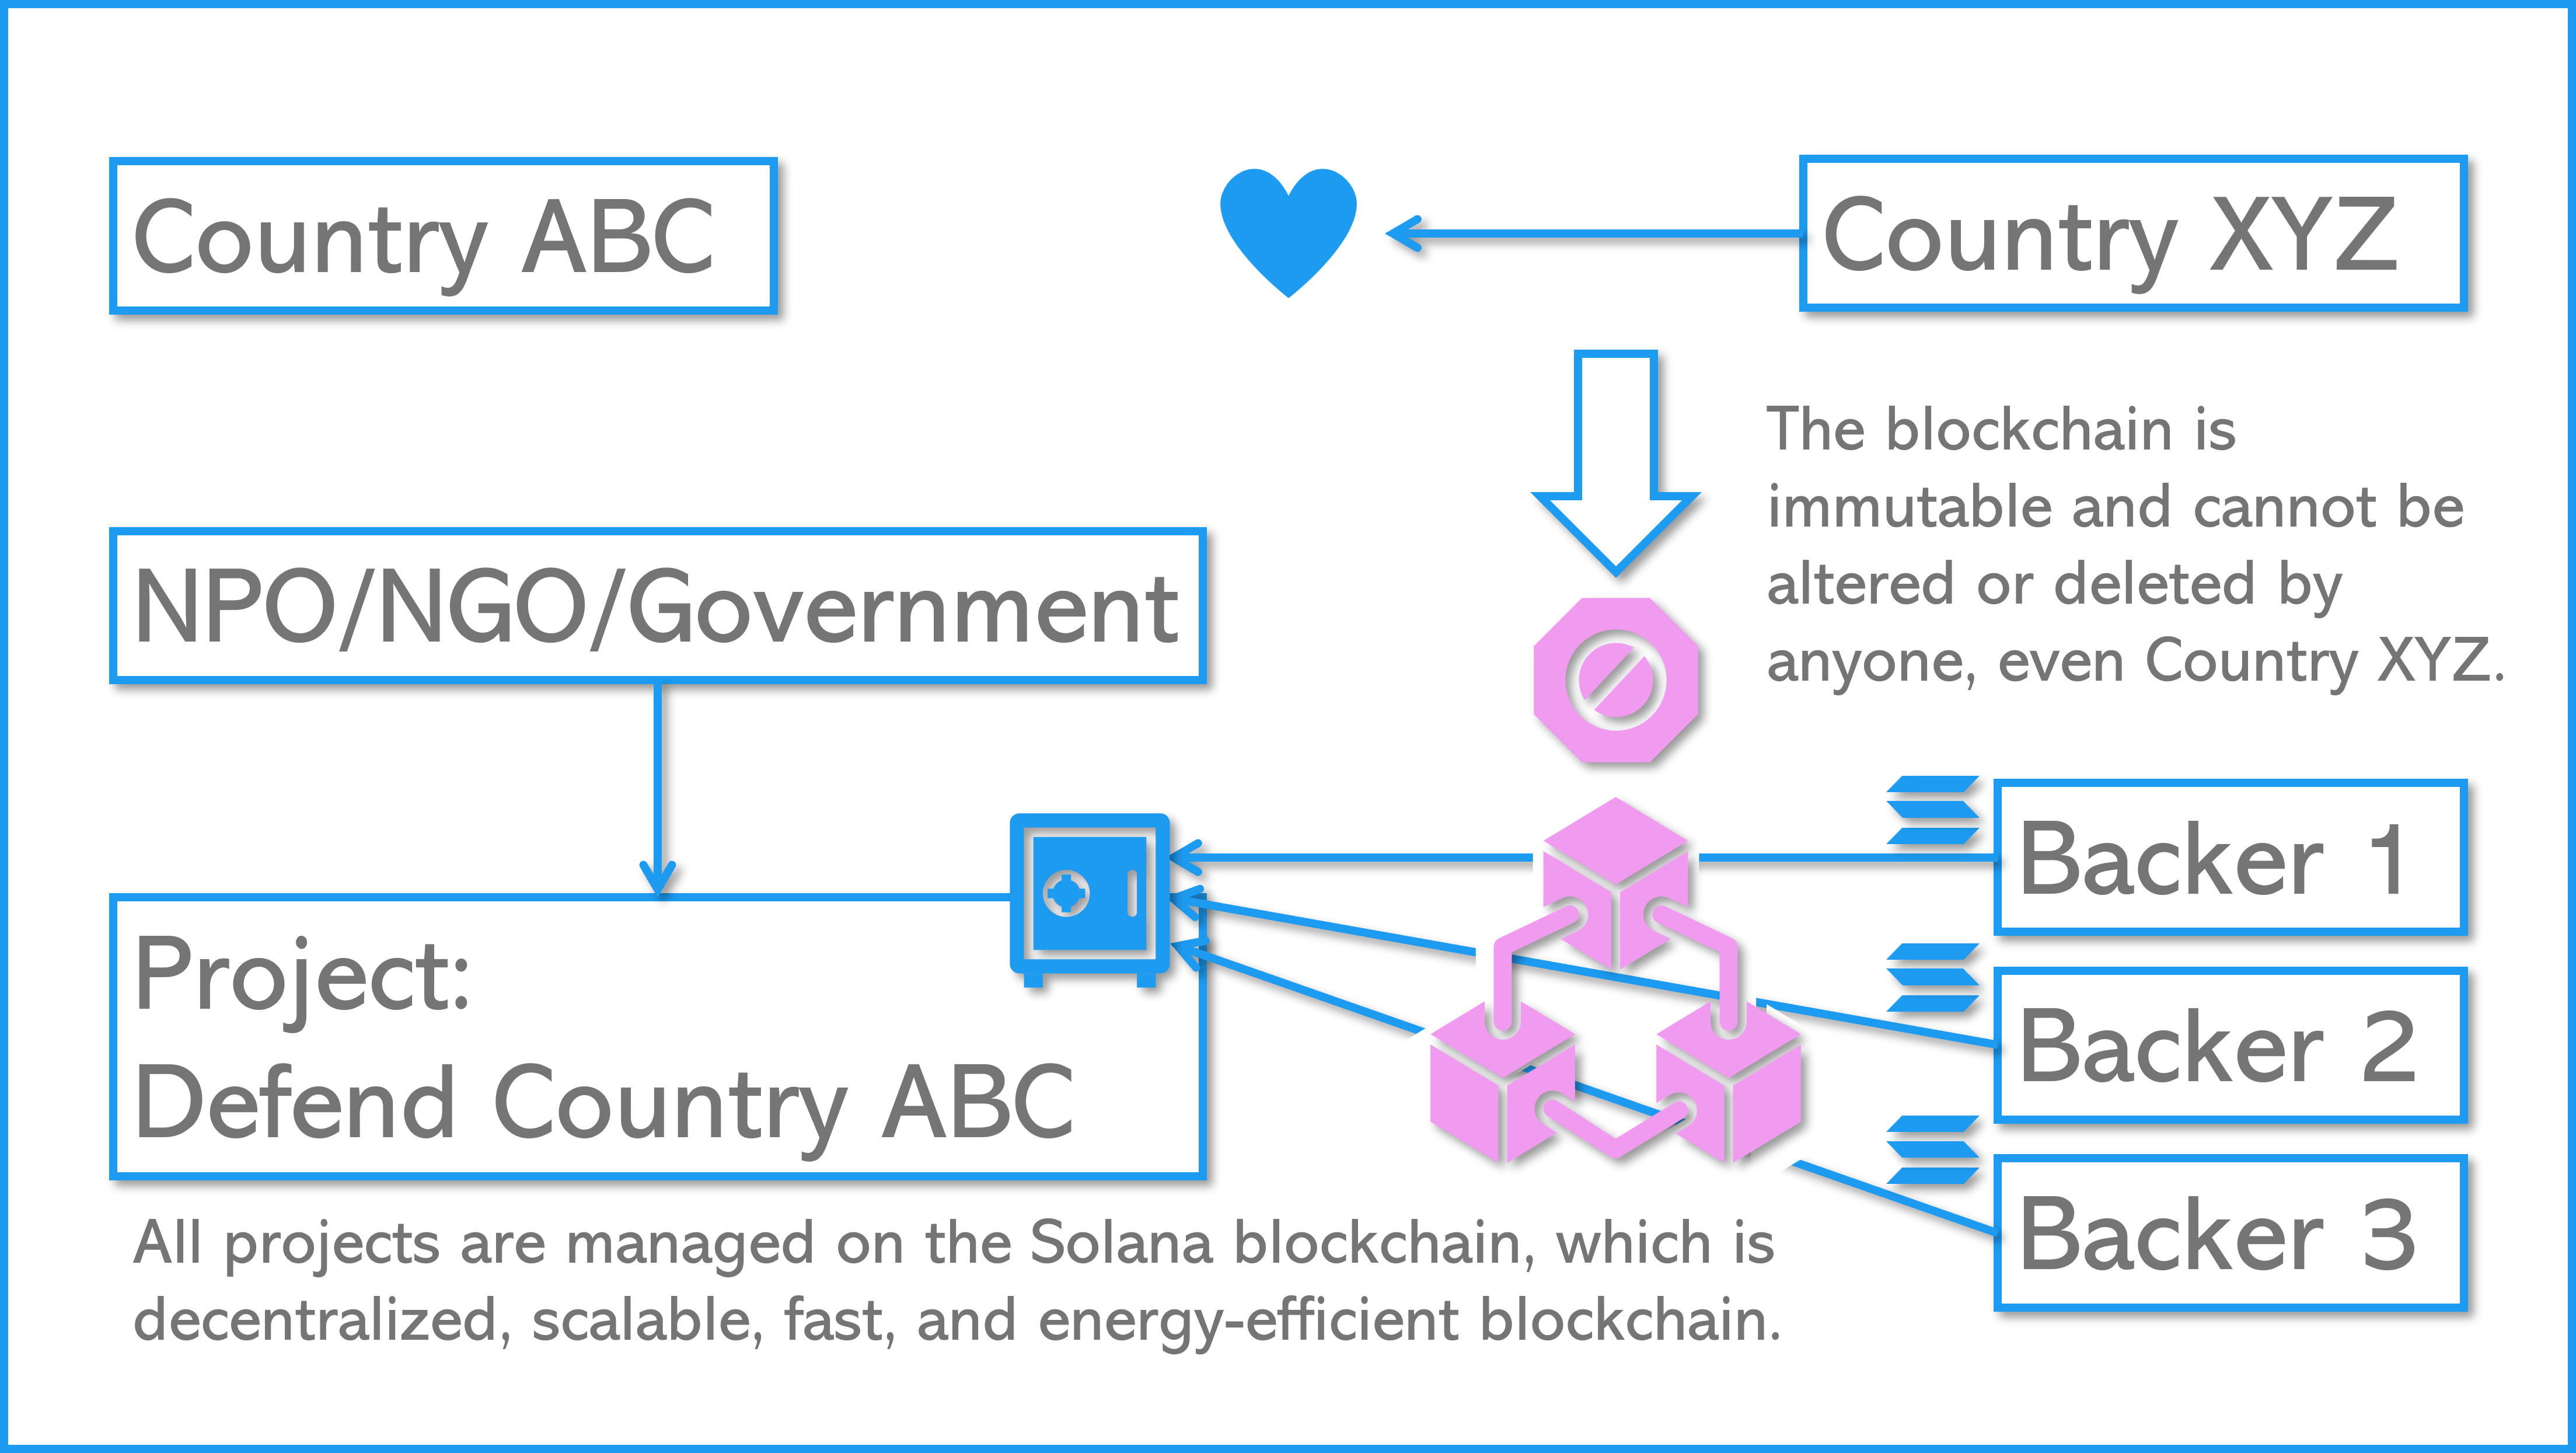 Country ABC
Country XYZ
The blockchain is
immutable and cannot be
altered or deleted by
anyone, even Country XYZ.
NPO/NGO/Government
Project:
Defend Country ABC
Backer 1
Backer 2
Backer 3
All projects are managed on the Solana blockchain, which is
decentralized, scalable, fast, and energy-efficient blockchain.